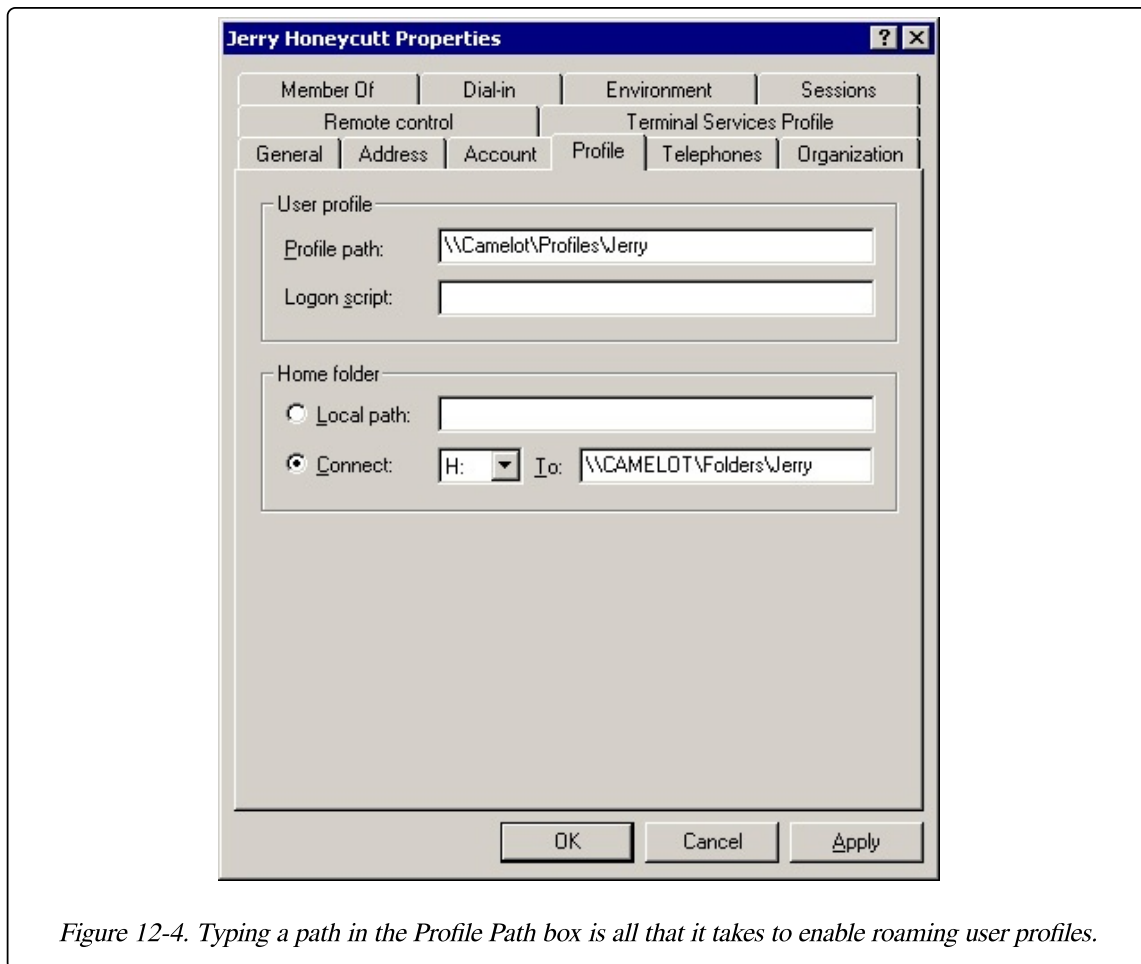 Jerry Honeycutt Properties
Member Of Dial-in Environment Sessions
Remote control Terminal Services Profile
General Address Account Profile Telephones Organization
User profile
Profile path: \\Camelot\Profiles\Jerry
Logon script:
Home folder
Local path:
Connect: H: To: \\CAMELOT\Folders\Jerry
OK Cancel Apply
Figure 12-4. Typing a path in the Profile Path box is all that it takes to enable roaming user profiles.